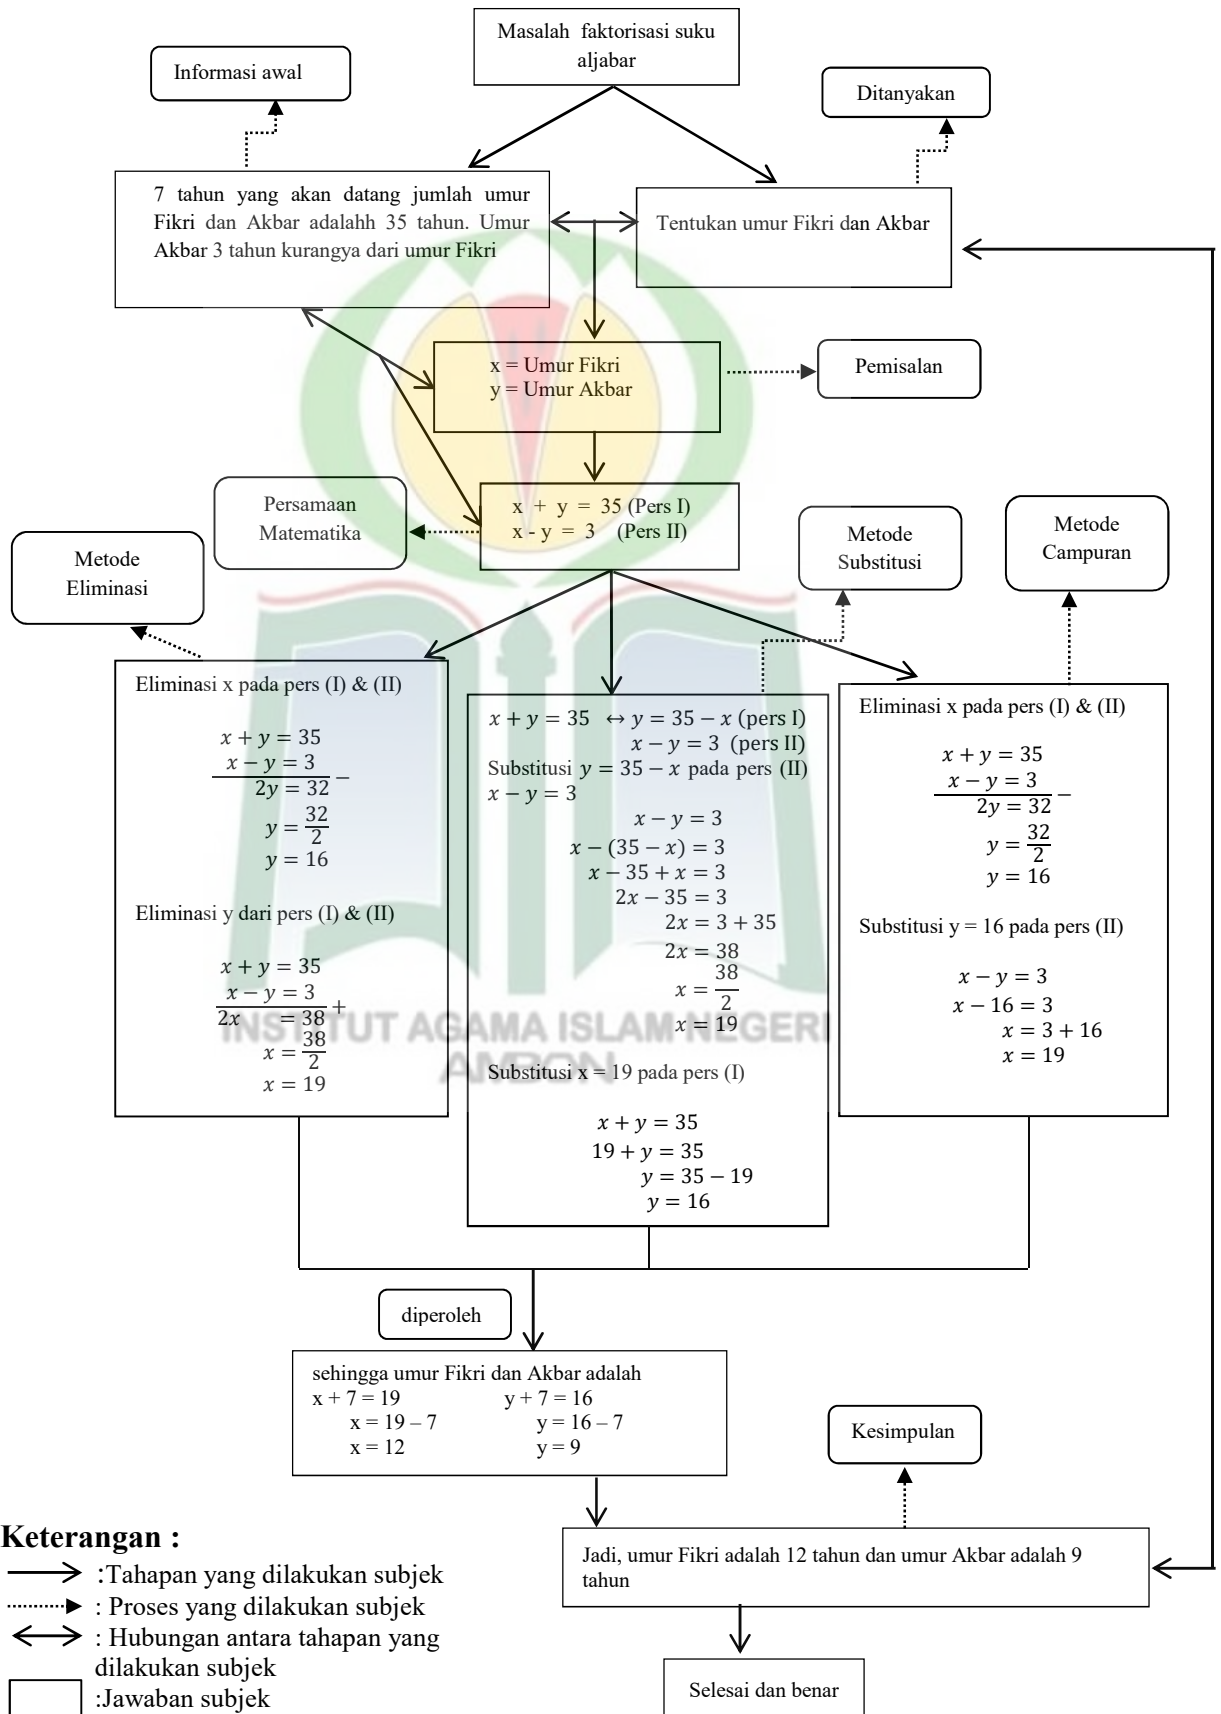 Masalah faktorisasi suku
aljabar
Informasi awal
Ditanyakan
7 tahun yang akan datang jumlah umur
Fikri dan Akbar adalahh 35 tahun. Umur
Akbar 3 tahun kurangya dari umur Fikri
Tentukan umur Fikri dan Akbar
x = Umur Fikri
y = Umur Akbar
Pemisalan
Persamaan
Matematika
x + y = 35 (Pers I)
x - y = 3 (Pers II)
Metode
Substitusi
Metode
Campuran
Metode
Eliminasi
Eliminasi x pada pers (I) & (II)
x + y = 35
x − y = 3
2y = 32 −
y = 32/2
y = 16
Eliminasi y dari pers (I) & (II)
x + y = 35
x − y = 3
2x = 38 +
x = 38/2
x = 19
x + y = 35 ↔ y = 35 − x (pers I)
x − y = 3 (pers II)
Substitusi y = 35 − x pada pers (II)
x − y = 3
x − y = 3
x − (35 − x) = 3
x − 35 + x = 3
2x − 35 = 3
2x = 3 + 35
2x = 38
x = 38/2
x = 19
Substitusi x = 19 pada pers (I)
x + y = 35
19 + y = 35
y = 35 − 19
y = 16
Eliminasi x pada pers (I) & (II)
x + y = 35
x − y = 3
2y = 32 −
y = 32/2
y = 16
Substitusi y = 16 pada pers (II)
x − y = 3
x − 16 = 3
x = 3 + 16
x = 19
INSTITUT AGAMA ISLAM NEGERI
AMBON
diperoleh
sehingga umur Fikri dan Akbar adalah
x + 7 = 19 y + 7 = 16
x = 19 – 7 y = 16 – 7
x = 12 y = 9
Kesimpulan
Jadi, umur Fikri adalah 12 tahun dan umur Akbar adalah 9
tahun
Selesai dan benar
Keterangan :
:Tahapan yang dilakukan subjek
: Proses yang dilakukan subjek
: Hubungan antara tahapan yang
dilakukan subjek
:Jawaban subjek